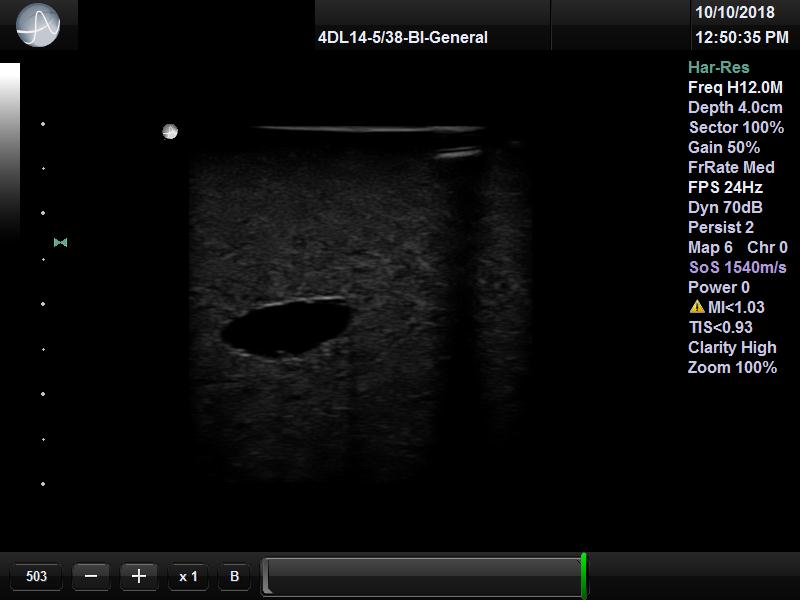 10/10/2018
4DL14-5/38-BI-General
12:50:35 PM
Har-Res
Freq H12.0M
Depth 4.0cm
Sector 100%
Gain 50%
FrRate Med
FPS 24Hz
Dyn 70dB
Persist 2
Map 6 Chr 0
SoS 1540m/s
Power 0
MI<1.03
TIS<0.93
Clarity High
Zoom 100%
503 − + x 1 B